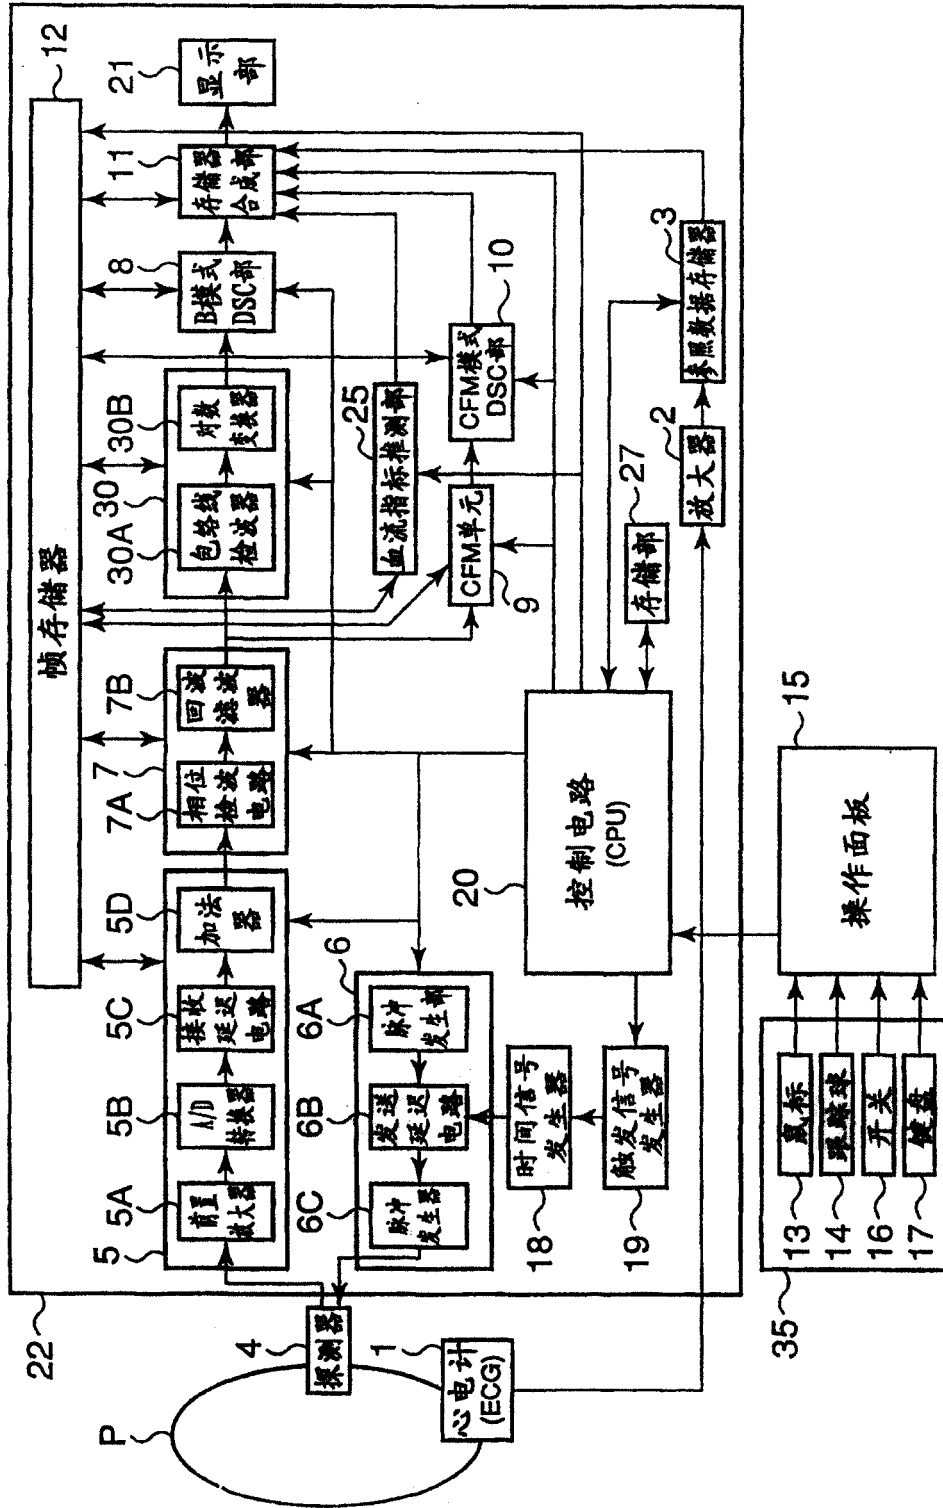 12
帧存储器
21
显示
部
11
存储器
合成部
8
B模式
DSC部
30B
对数
变换器
30
30A
包络线
检波器
7B
回波
滤波
器
7
7A
相位
检波
电路
5D
加法
器
5C
接收
延迟
电路
5B
A/D
转换器
5A
前置
放大器
5
25
血流指标推测部
10
CFM模式
DSC部
CFM单元
9
6
6A
脉冲
发生部
6B
发送
延迟
电路
6C
脉冲
发生器
18
时间信号
发生器
19
触发信号
发生器
20
控制电路
(CPU)
27
存储部
3
参照数据存储器
2
放大器
22
P
4
探测器
1
心电计
(ECG)
15
操作面板
13
鼠标
14
跟踪球
16
开关
17
键盘
35